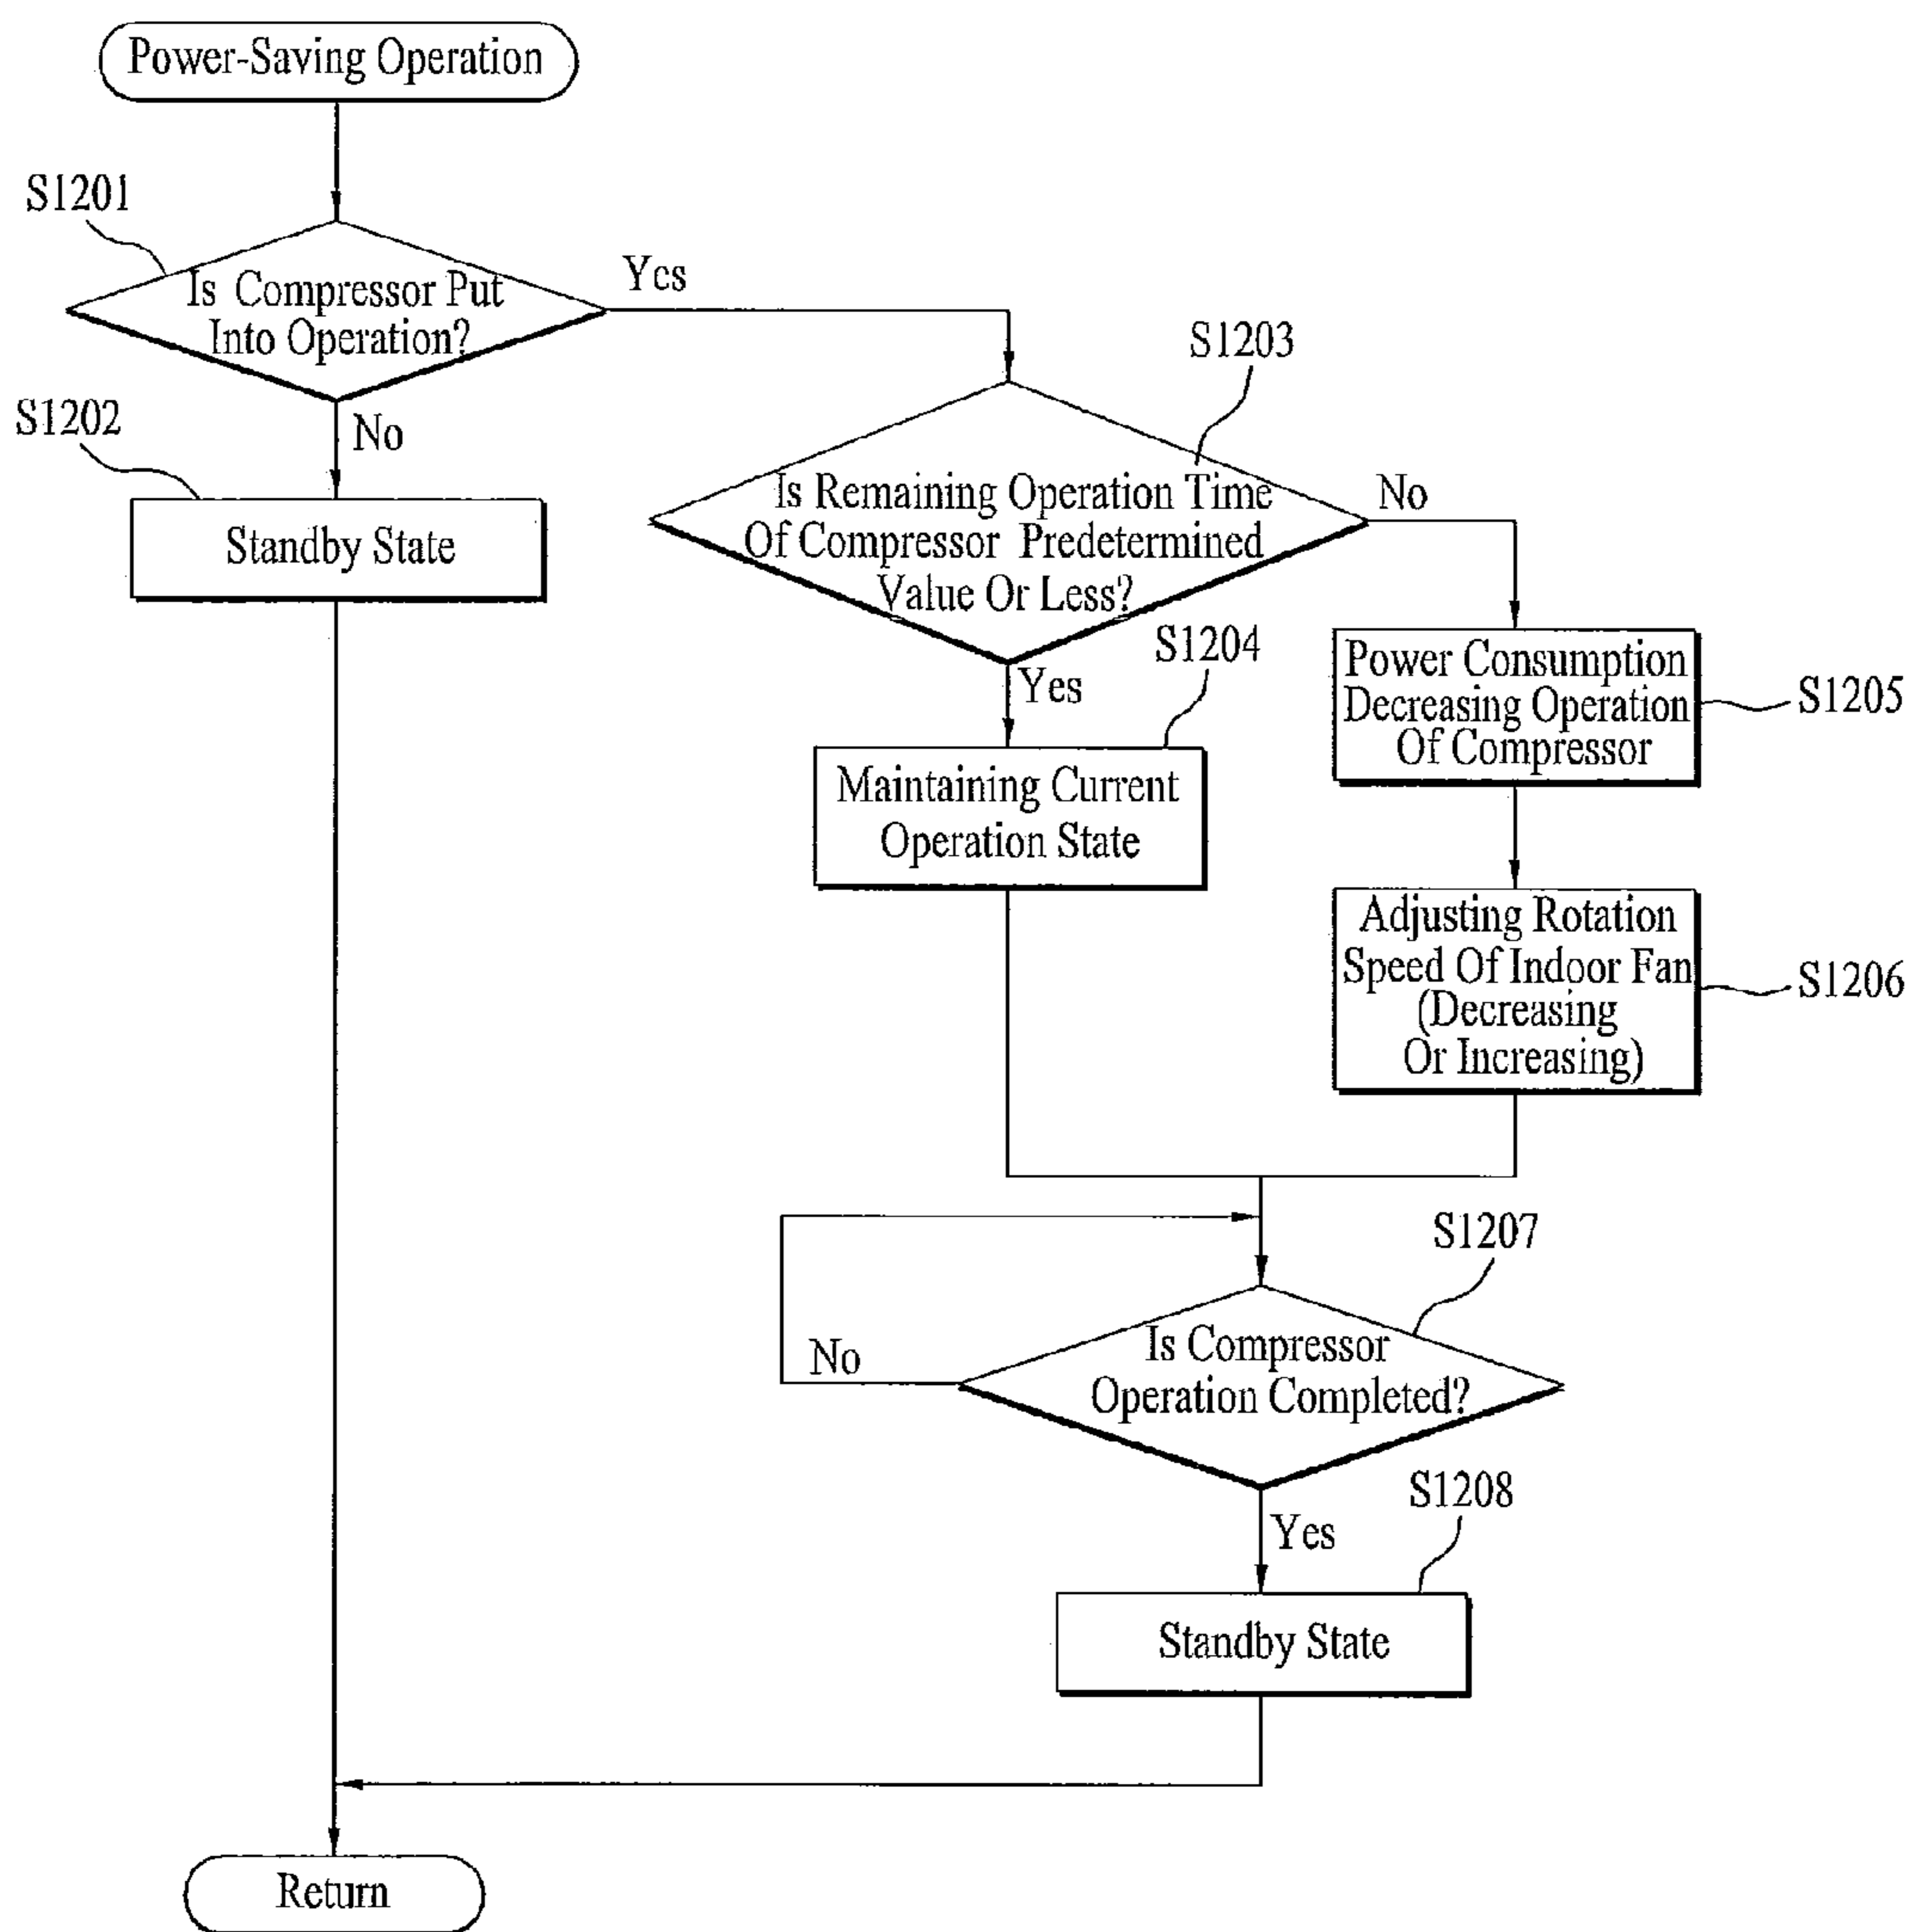 Power-Saving Operation
S1201
Is Compressor Put
Into Operation?
Yes
No
S1202
Standby State
S1203
Is Remaining Operation Time
Of Compressor Predetermined
Value Or Less?
No
Yes
S1204
Maintaining Current
Operation State
Power Consumption
Decreasing Operation
Of Compressor
S1205
Adjusting Rotation
Speed Of Indoor Fan
(Decreasing
Or Increasing)
S1206
S1207
Is Compressor
Operation Completed?
No
Yes
S1208
Standby State
Return